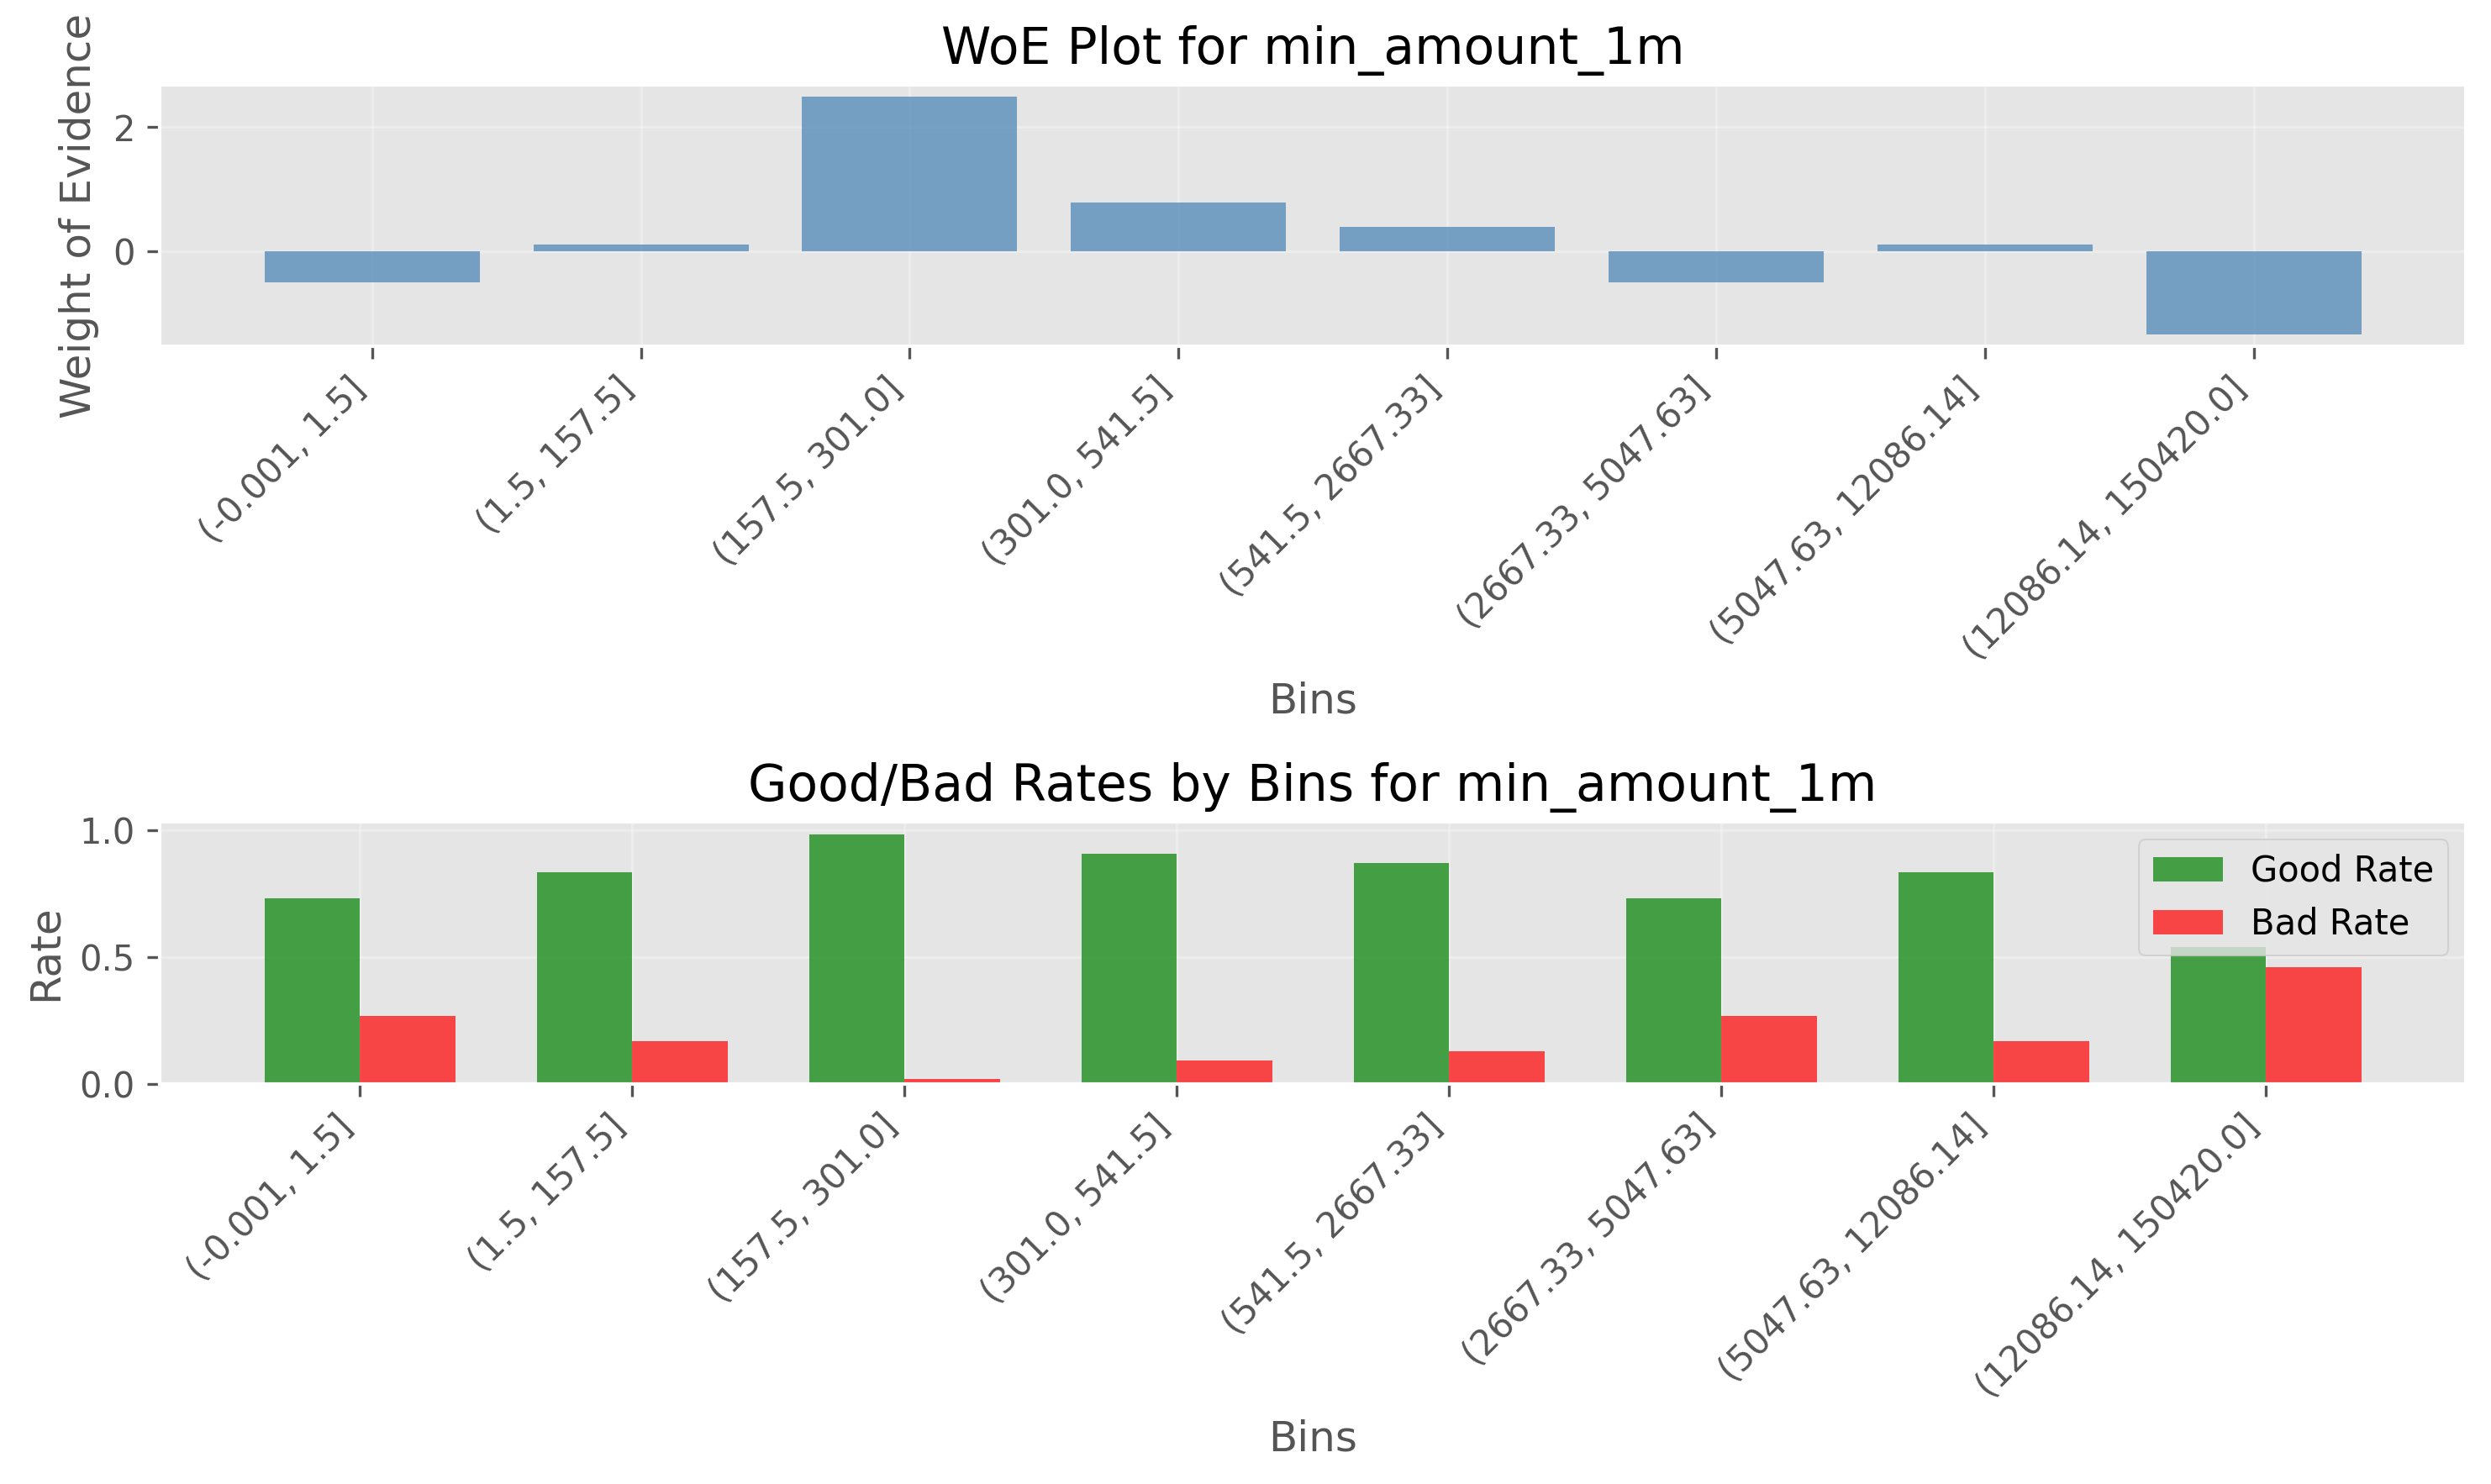 WoE Plot for min_amount_1m
Weight of Evidence
2
0
(-0.001, 1.5]
(1.5, 157.5]
(157.5, 301.0]
(301.0, 541.5]
(541.5, 2667.33]
(2667.33, 5047.63]
(5047.63, 12086.14]
(12086.14, 150420.0]
Bins
Good/Bad Rates by Bins for min_amount_1m
Rate
1.0
0.5
0.0
Good Rate
Bad Rate
(-0.001, 1.5]
(1.5, 157.5]
(157.5, 301.0]
(301.0, 541.5]
(541.5, 2667.33]
(2667.33, 5047.63]
(5047.63, 12086.14]
(12086.14, 150420.0]
Bins